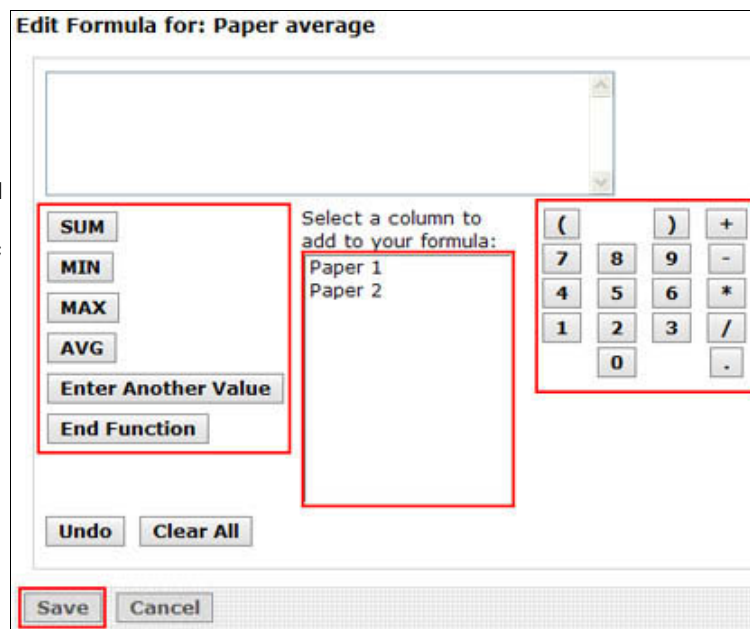 Edit Formula for: Paper average
SUM
MIN
MAX
AVG
Enter Another Value
End Function
Select a column to
add to your formula:
Paper 1
Paper 2
( ) +
7 8 9 -
4 5 6 *
1 2 3 /
0 .
Undo Clear All
Save Cancel